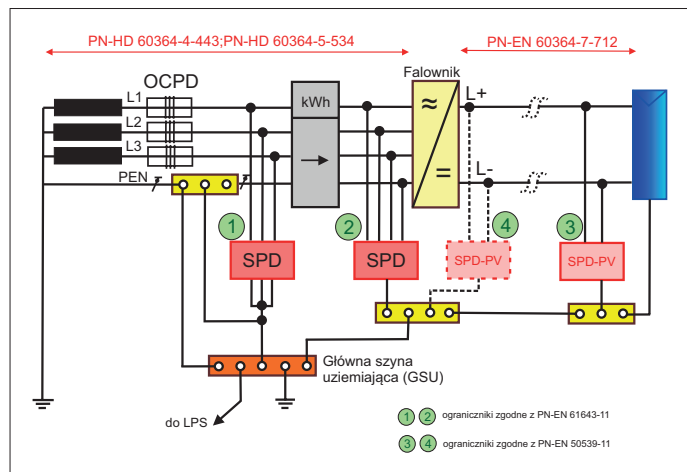 PN-HD 60364-4-443;PN-HD 60364-5-534
PN-EN 60364-7-712
OCPD
Falownik
L1
kWh
L+
L2
L3
PEN
L-
1
2
4
3
SPD
SPD
SPD-PV
SPD-PV
Główna szyna
uziemiająca (GSU)
do LPS
1 2 ograniczniki zgodne z PN-EN 61643-11
3 4 ograniczniki zgodne z PN-EN 50539-11